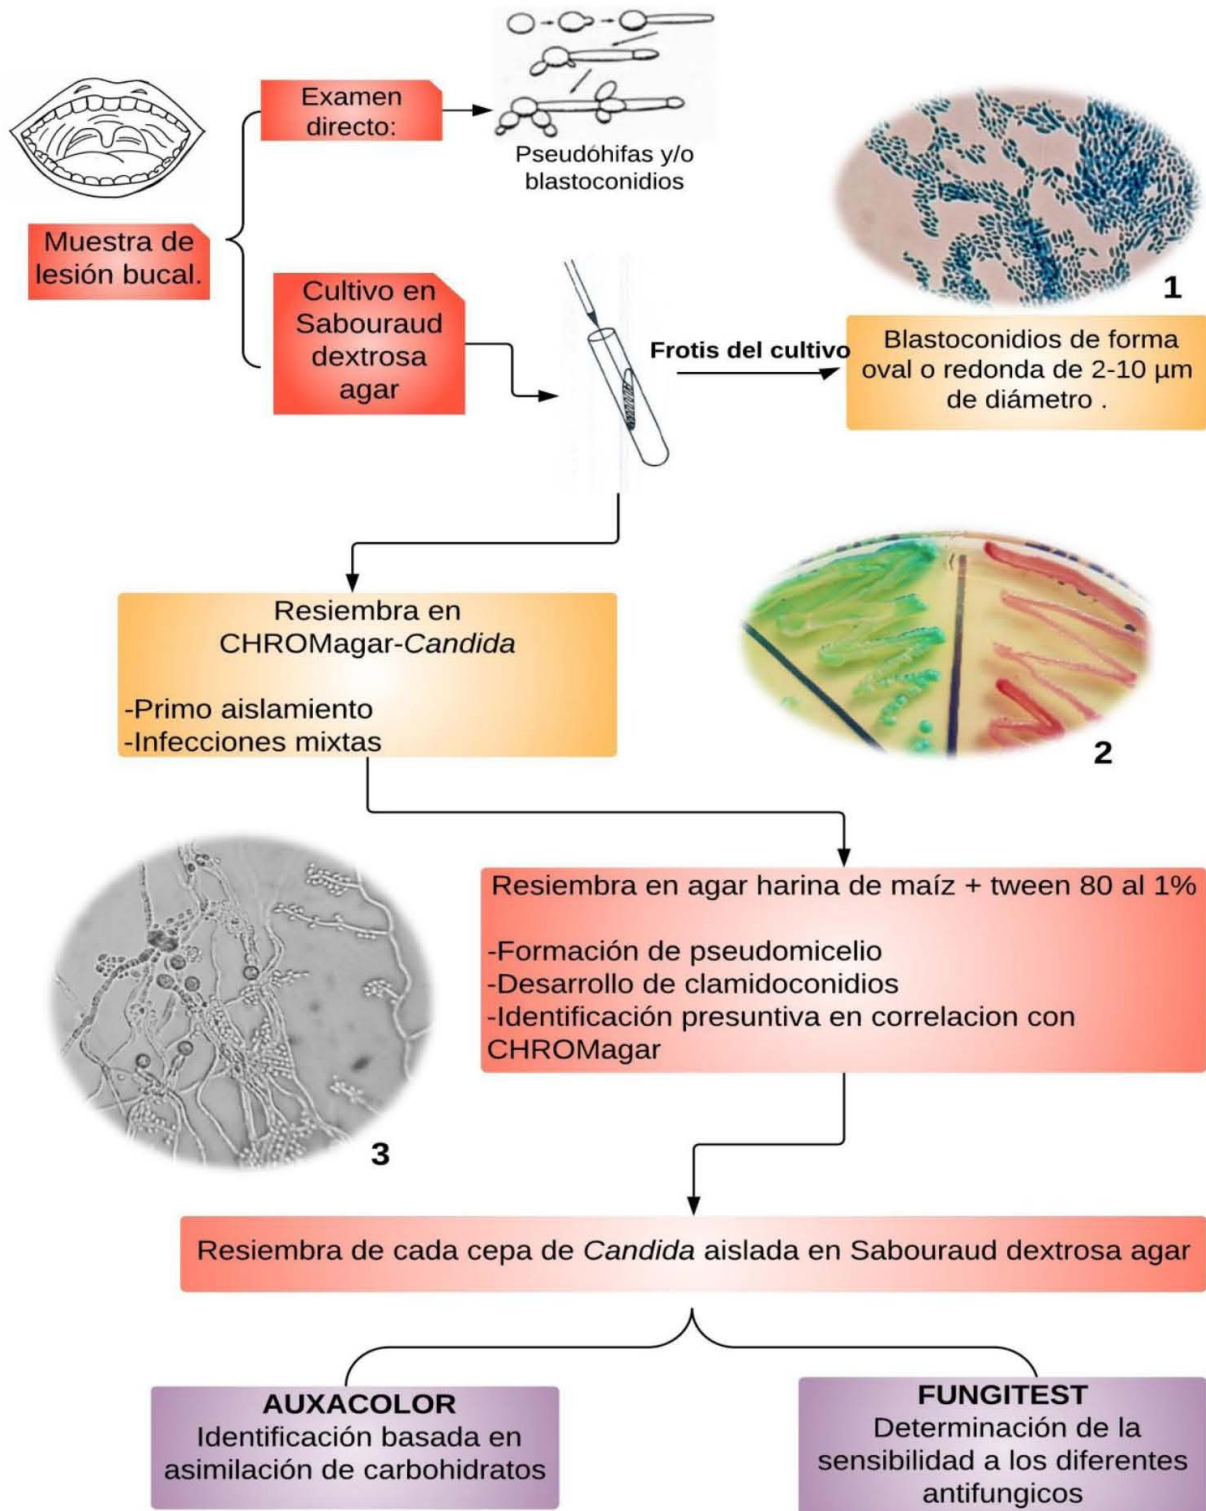 Examen
directo:
Pseudóhifas y/o
blastoconidios
Muestra de
lesión bucal.
Cultivo en
Sabouraud
dextrosa
agar
Frotis del cultivo
1
Blastoconidios de forma
oval o redonda de 2-10 µm
de diámetro .
Resiembra en
CHROMagar-Candida
-Primo aislamiento
-Infecciones mixtas
2
Resiembra en agar harina de maíz + tween 80 al 1%
-Formación de pseudomicelio
-Desarrollo de clamidoconidios
-Identificación presuntiva en correlacion con
CHROMagar
3
Resiembra de cada cepa de Candida aislada en Sabouraud dextrosa agar
AUXACOLOR
Identificación basada en
asimilación de carbohidratos
FUNGITEST
Determinación de la
sensibilidad a los diferentes
antifungicos